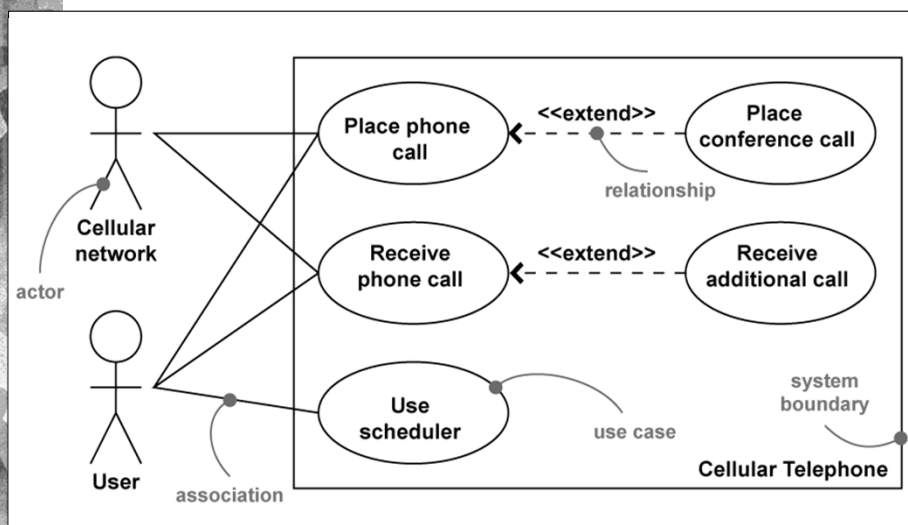 Place phone
call
<<extend>>
Place
conference call
relationship
Cellular
network
actor
Receive
phone call
<<extend>>
Receive
additional call
Use
scheduler
use case
system
boundary
Cellular Telephone
User
association